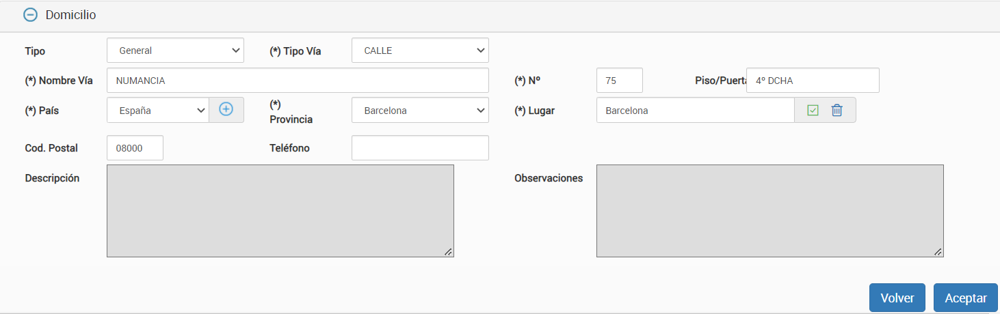 Domicilio
Tipo General (*) Tipo Vía CALLE
(*) Nombre Vía NUMANCIA (*) Nº 75 Piso/Puerta 4º DCHA
(*) País España (*) Provincia Barcelona (*) Lugar Barcelona
Cod. Postal 08000 Teléfono
Descripción Observaciones
Volver Aceptar